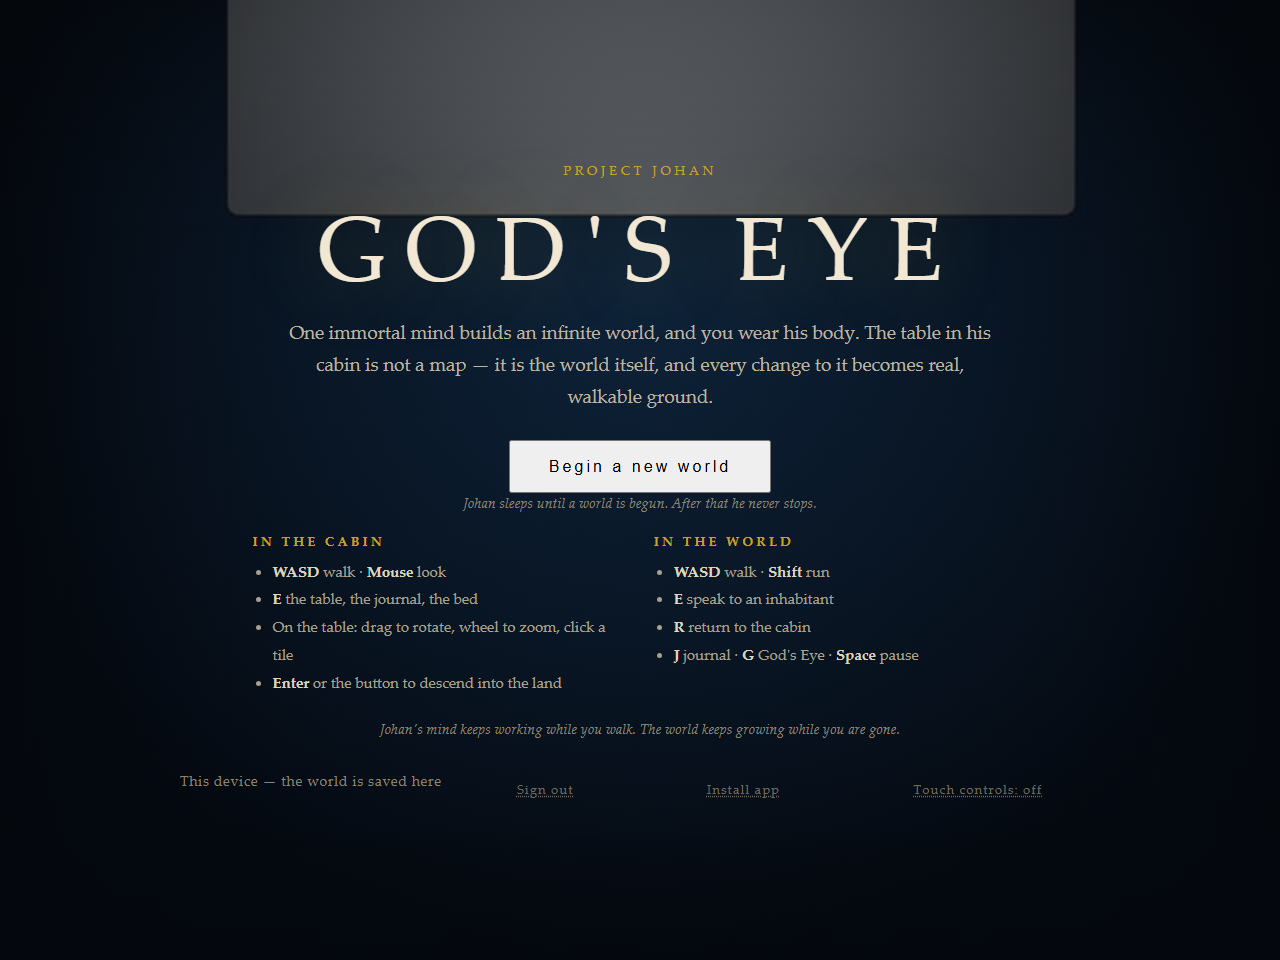 PROJECT JOHAN
GOD'S EYE
One immortal mind builds an infinite world, and you wear his body. The table in his
cabin is not a map — it is the world itself, and every change to it becomes real,
walkable ground.
Begin a new world
Johan sleeps until a world is begun. After that he never stops.
IN THE CABIN
• WASD walk · Mouse look
• E the table, the journal, the bed
• On the table: drag to rotate, wheel to zoom, click a
tile
• Enter or the button to descend into the land
IN THE WORLD
• WASD walk · Shift run
• E speak to an inhabitant
• R return to the cabin
• J journal · G God's Eye · Space pause
Johan's mind keeps working while you walk. The world keeps growing while you are gone.
This device — the world is saved here
Sign out
Install app
Touch controls: off